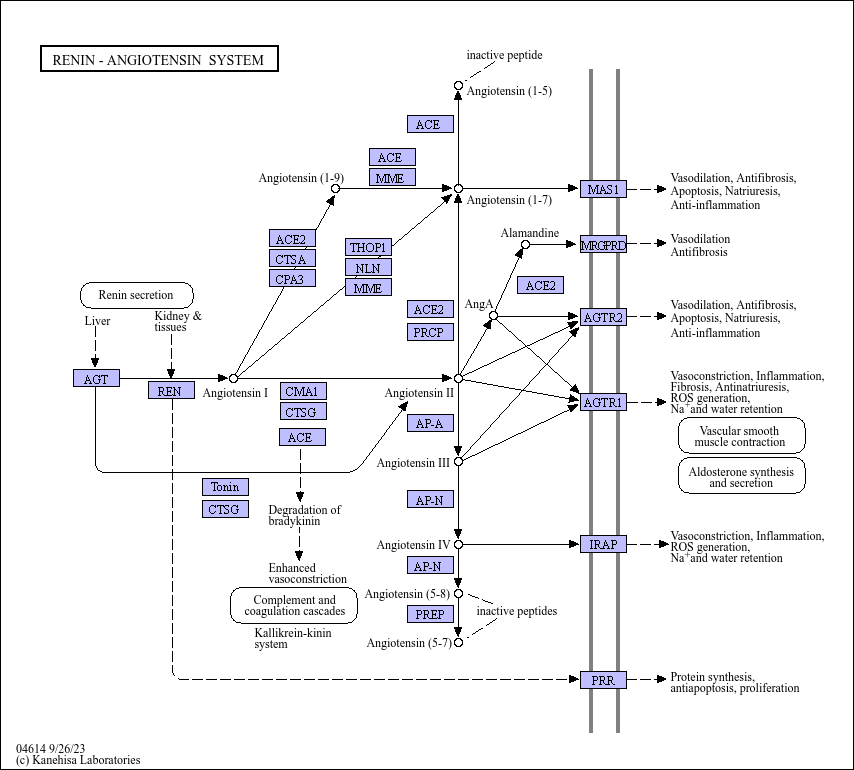 RENIN - ANGIOTENSIN SYSTEM
inactive peptide
Angiotensin (1-5)
ACE
ACE
MME
Angiotensin (1-9)
Angiotensin (1-7)
MAS1
Vasodilation, Antifibrosis,
Apoptosis, Natriuresis,
Anti-inflammation
ACE2
CTSA
CPA3
THOP1
NLN
MME
Alamandine
MRGPRD
Vasodilation
Antifibrosis
ACE2
Renin secretion
Liver
Kidney &
tissues
ACE2
PRCP
AngA
AGTR2
Vasodilation, Antifibrosis,
Apoptosis, Natriuresis,
Anti-inflammation
AGT
REN
Angiotensin I
CMA1
CTSG
ACE
Angiotensin II
AGTR1
Vasoconstriction, Inflammation,
Fibrosis, Antinatriuresis,
ROS generation,
Na+ and water retention
Vascular smooth
muscle contraction
Aldosterone synthesis
and secretion
AP-A
Angiotensin III
Tonin
CTSG
AP-N
Degradation of
bradykinin
Angiotensin IV
IRAP
Vasoconstriction, Inflammation,
ROS generation,
Na+ and water retention
Enhanced
vasoconstriction
AP-N
Complement and
coagulation cascades
Angiotensin (5-8)
PREP
inactive peptides
Kallikrein-kinin
system
Angiotensin (5-7)
PRR
Protein synthesis,
antiapoptosis, proliferation
04614 9/26/23
(c) Kanehisa Laboratories